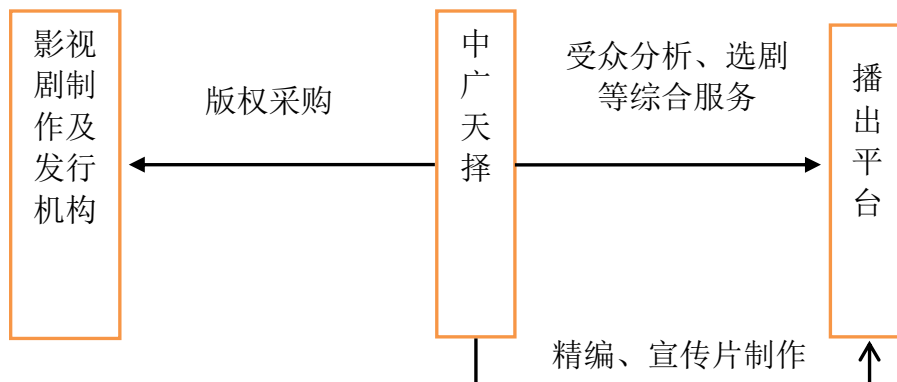 影视
剧制
作及
发行
机构
版权采购
中
广
天
择
受众分析、选剧
等综合服务
播
出
平
台
精编、宣传片制作